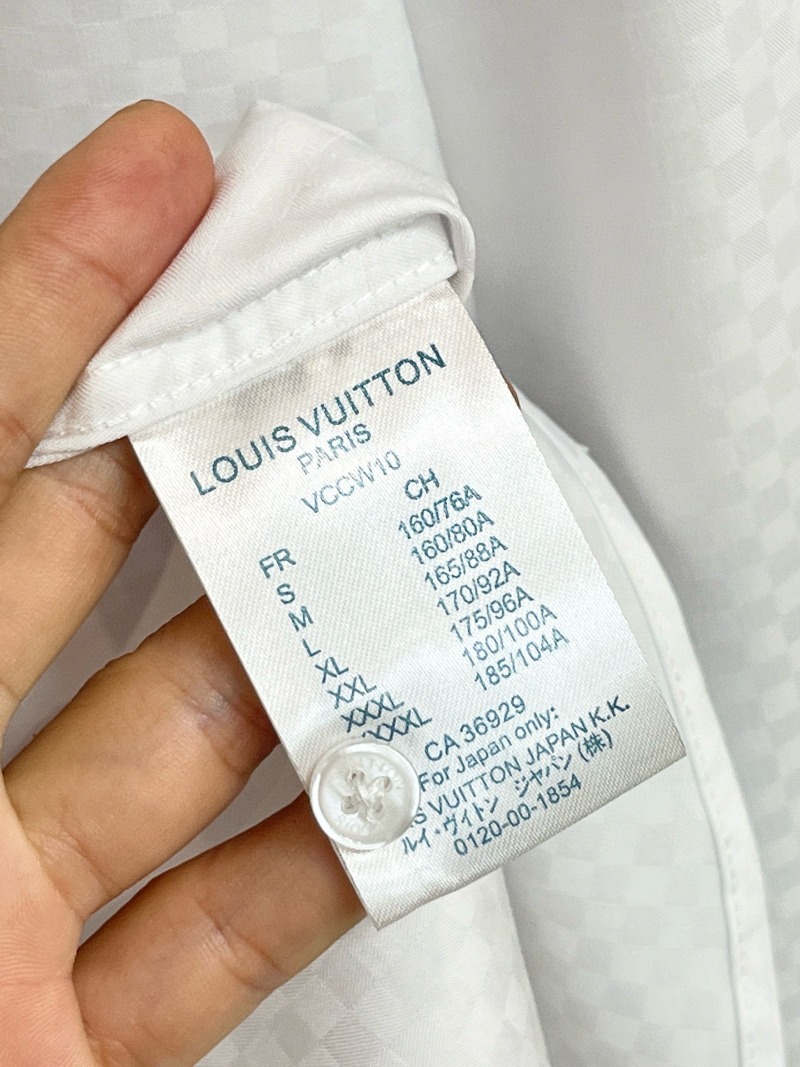 LOUIS VUITTON
PARIS
VCCW10
FR CH
S 160/76A
M 160/80A
L 165/88A
XL 170/92A
XXL 175/96A
XXXL 180/100A
XXXL 185/104A
CA 36929
For Japan only:
S VUITTON JAPAN K.K.
ルイ・ヴィトン ジャパン (株)
0120-00-1854